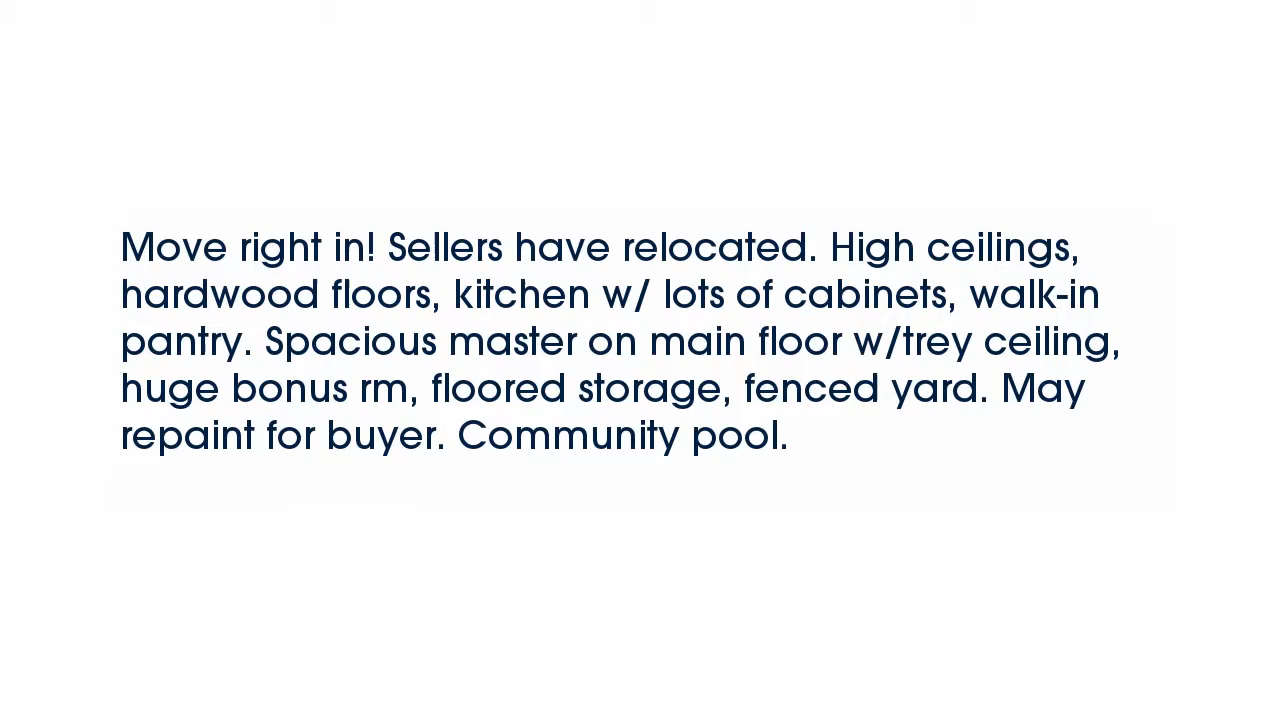 Move right in! Sellers have relocated. High ceilings,
hardwood floors, kitchen w/ lots of cabinets, walk-in
pantry. Spacious master on main floor w/trey ceiling,
huge bonus rm, floored storage, fenced yard. May
repaint for buyer. Community pool.